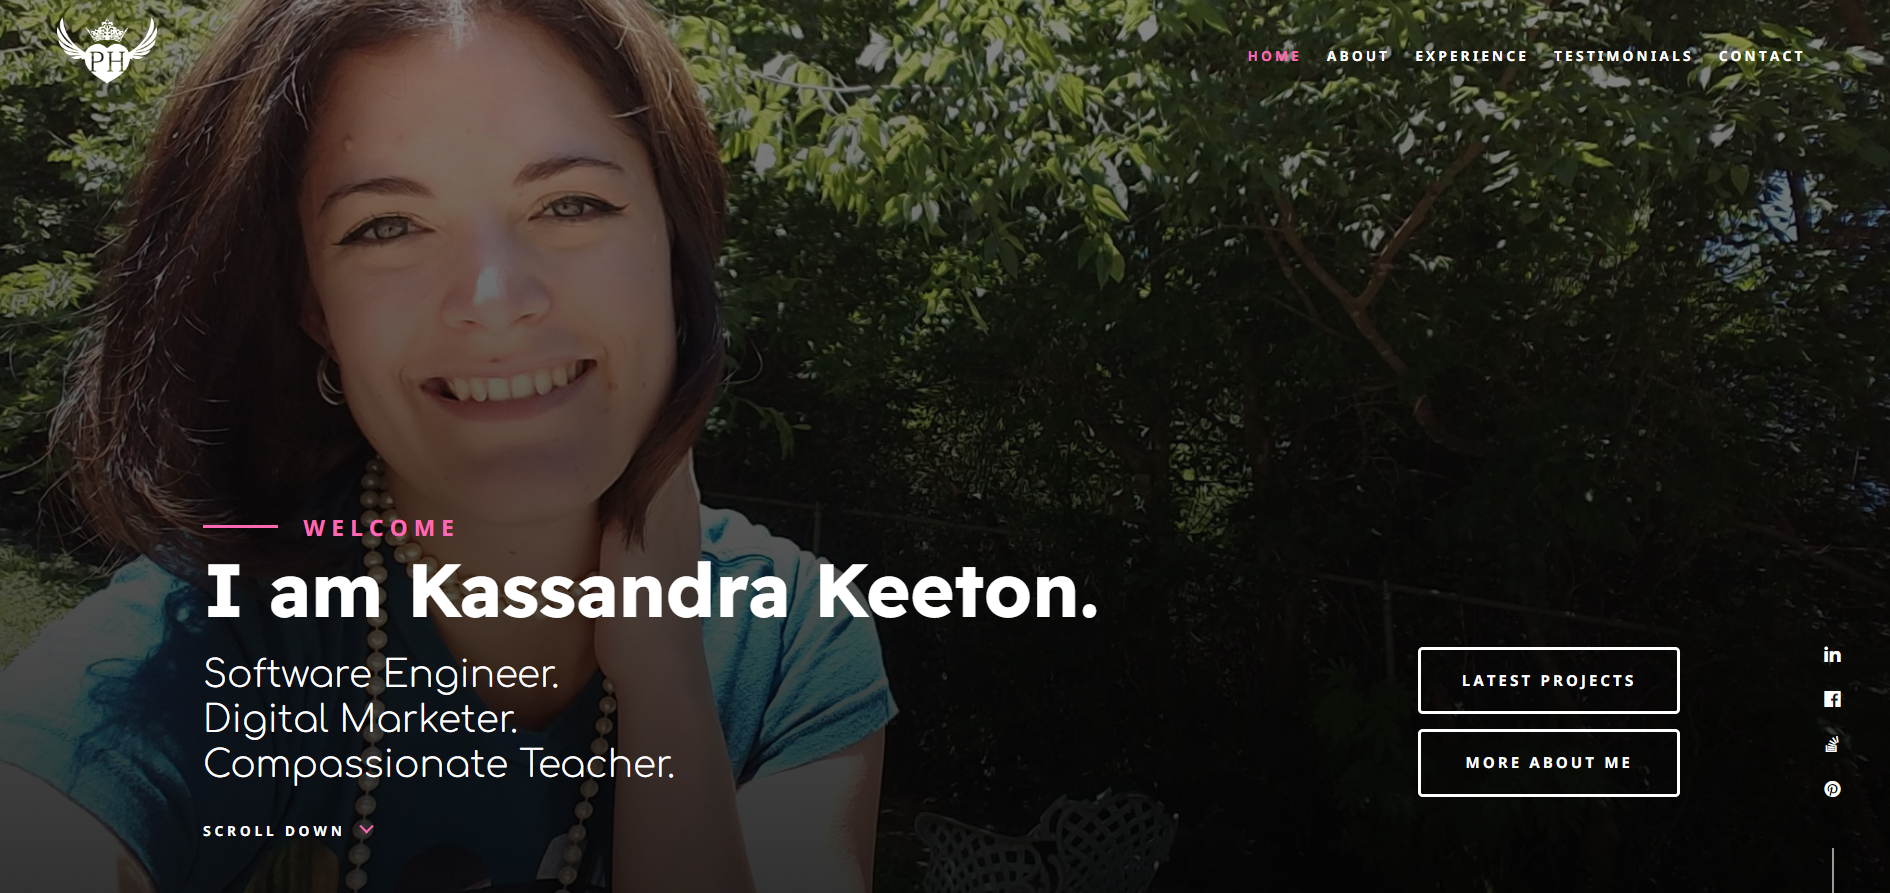 PH
HOME ABOUT EXPERIENCE TESTIMONIALS CONTACT
WELCOME
I am Kassandra Keeton.
Software Engineer.
Digital Marketer.
Compassionate Teacher.
SCROLL DOWN
LATEST PROJECTS
MORE ABOUT ME
in
f